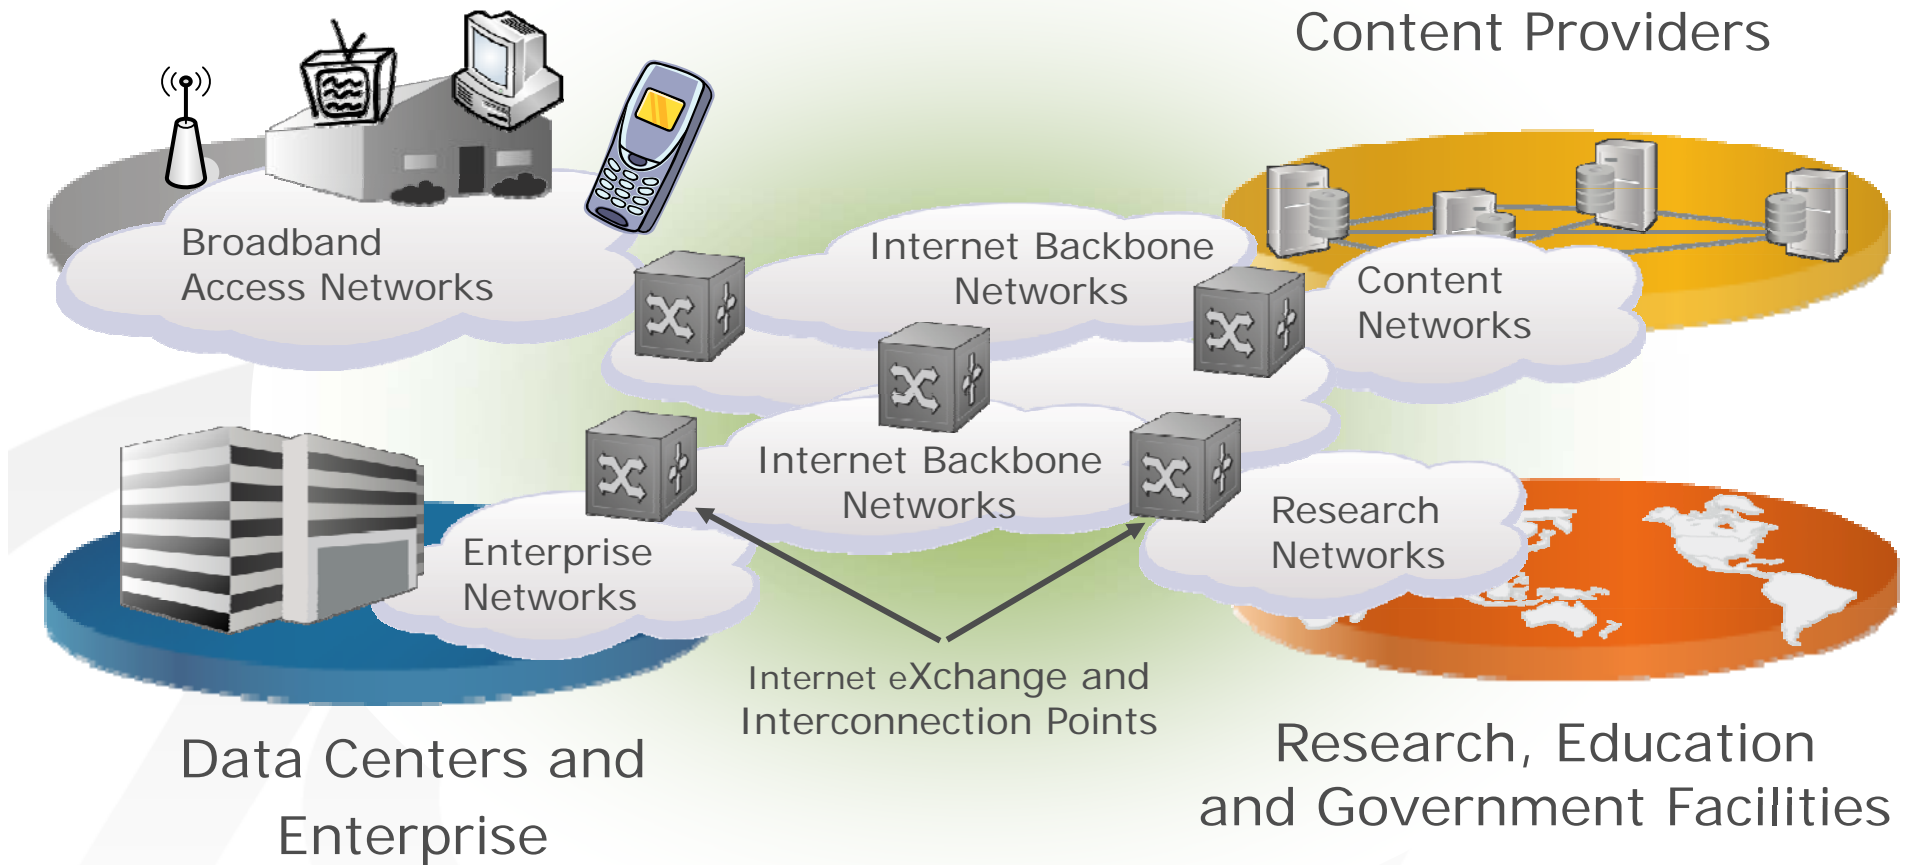 Content Providers
Broadband
Access Networks
Internet Backbone
Networks
Content
Networks
Internet Backbone
Networks
Enterprise
Networks
Research
Networks
Internet eXchange and
Interconnection Points
Data Centers and
Enterprise
Research, Education
and Government Facilities